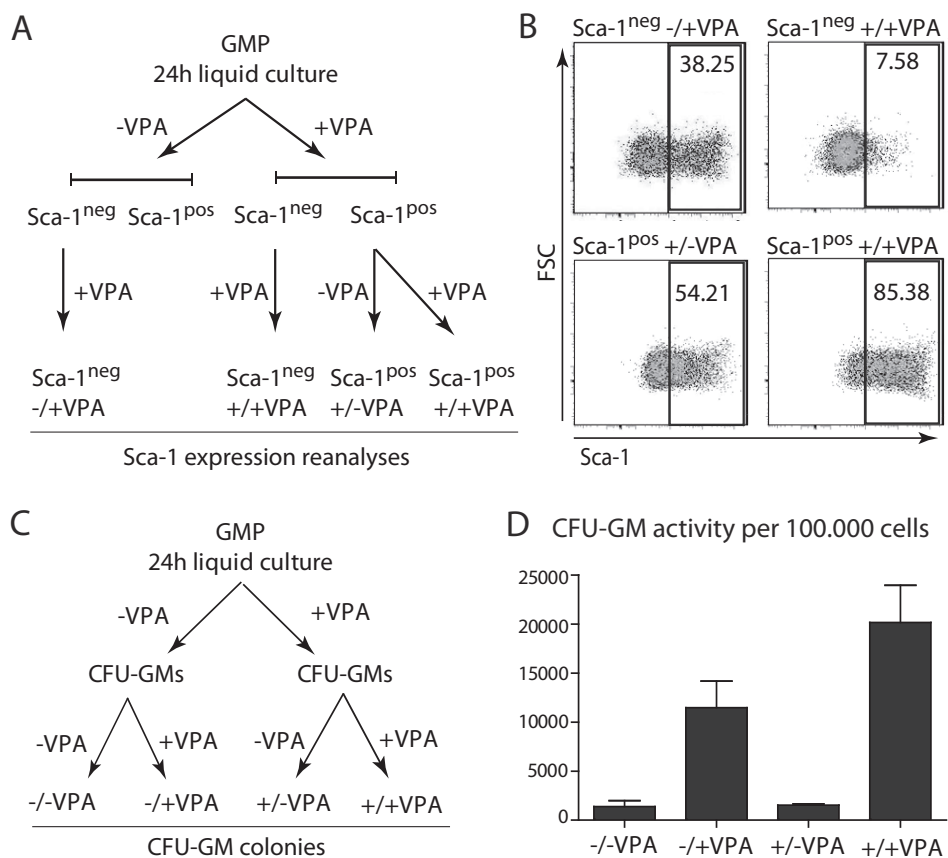 A
GMP
24h liquid culture
-VPA
+VPA
Sca-1neg Sca-1pos Sca-1neg Sca-1pos
+VPA +VPA -VPA +VPA
Sca-1neg Sca-1neg Sca-1pos Sca-1pos
-/+VPA +/+VPA +/-VPA +/+VPA
Sca-1 expression reanalyses
B
Sca-1neg -/+VPA
38.25
Sca-1neg +/+VPA
7.58
Sca-1pos +/-VPA
54.21
Sca-1pos +/+VPA
85.38
FSC
Sca-1
C
GMP
24h liquid culture
-VPA
+VPA
CFU-GMs CFU-GMs
-VPA +VPA -VPA +VPA
-/-VPA -/+VPA +/-VPA +/+VPA
CFU-GM colonies
D CFU-GM activity per 100.000 cells
25000
20000
15000
10000
5000
0
-/-VPA -/+VPA +/-VPA +/+VPA